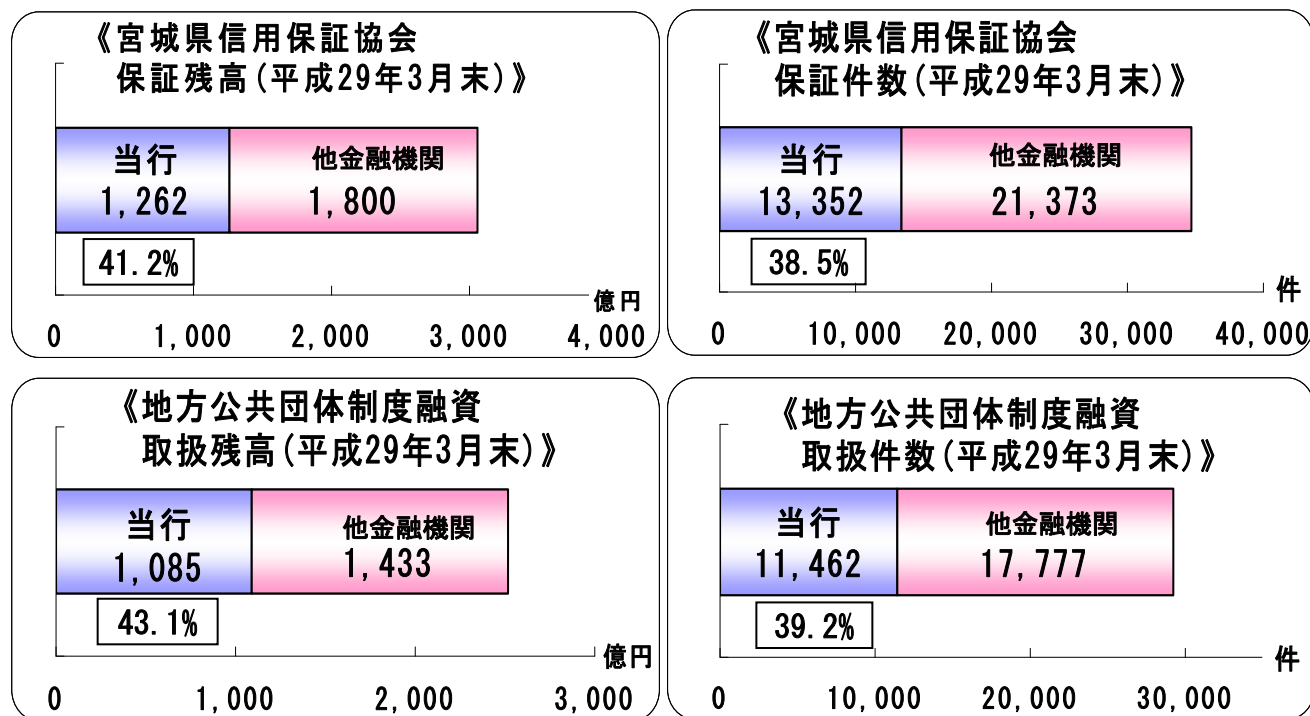 《宮城県信用保証協会
保証残高(平成29年3月末)》
当行
1,262
他金融機関
1,800
41.2%
億円
0 1,000 2,000 3,000 4,000
《宮城県信用保証協会
保証件数(平成29年3月末)》
当行
13,352
他金融機関
21,373
38.5%
件
0 10,000 20,000 30,000 40,000
《地方公共団体制度融資
取扱残高(平成29年3月末)》
当行
1,085
他金融機関
1,433
43.1%
億円
0 1,000 2,000 3,000
《地方公共団体制度融資
取扱件数(平成29年3月末)》
当行
11,462
他金融機関
17,777
39.2%
件
0 10,000 20,000 30,000